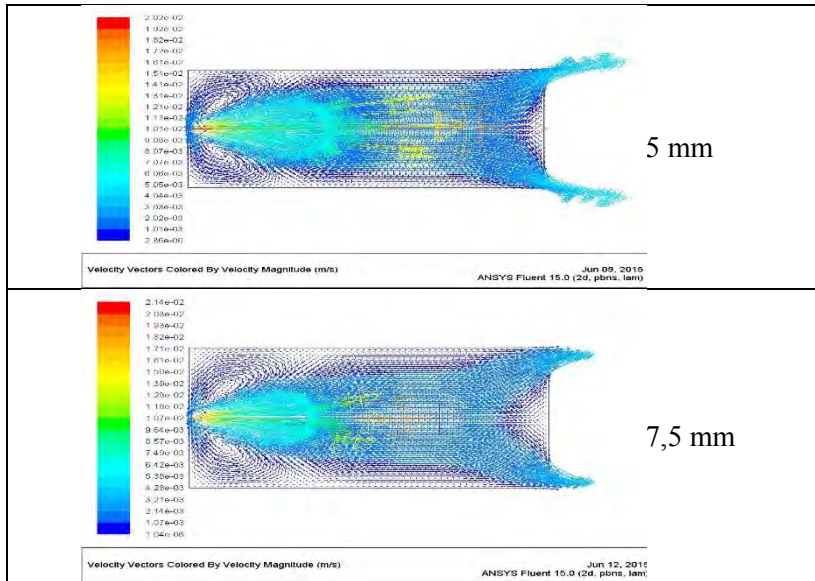 2.02e-02
1.92e-02
1.82e-02
1.72e-02
1.61e-02
1.51e-02
1.41e-02
1.31e-02
1.21e-02
1.11e-02
1.01e-02
9.08e-03
8.07e-03
7.07e-03
6.06e-03
5.05e-03
4.04e-03
3.03e-03
2.02e-03
1.01e-03
2.36e-06
5 mm
Velocity Vectors Colored By Velocity Magnitude (m/s)
Jun 09, 2015
ANSYS Fluent 15.0 (2d, pbns, lam)
2.14e-02
2.03e-02
1.93e-02
1.82e-02
1.71e-02
1.61e-02
1.50e-02
1.39e-02
1.28e-02
1.18e-02
1.07e-02
9.64e-03
8.57e-03
7.49e-03
6.42e-03
5.35e-03
4.28e-03
3.21e-03
2.14e-03
1.07e-03
1.04e-06
7,5 mm
Velocity Vectors Colored By Velocity Magnitude (m/s)
Jun 12, 2015
ANSYS Fluent 15.0 (2d, pbns, lam)